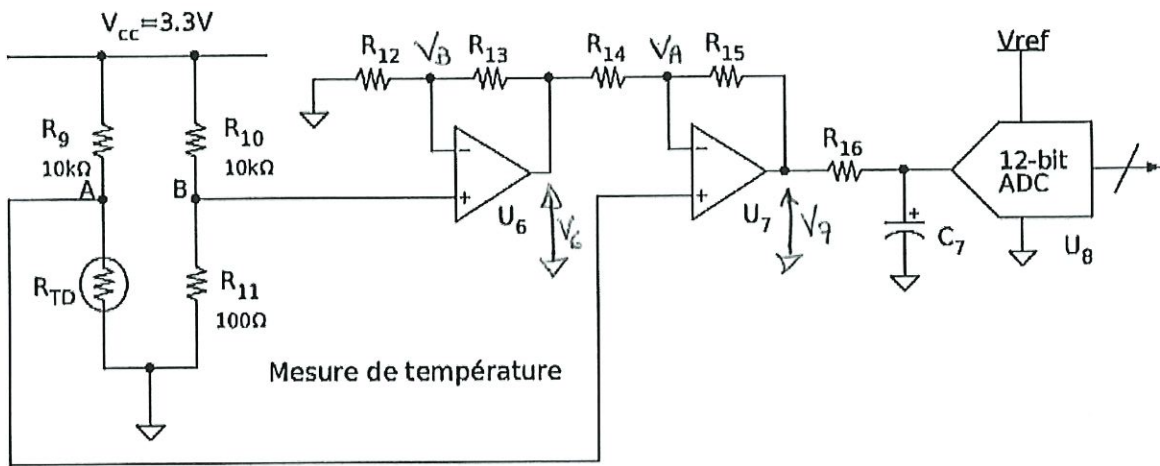 Vcc=3.3V
R12 VB R13 R14 VA R15 Vref
R9 10kΩ
R10 10kΩ
R16
12-bit ADC
A B
U6 U7
V6 V7
C7
U8
RTD
R11 100Ω
Mesure de température